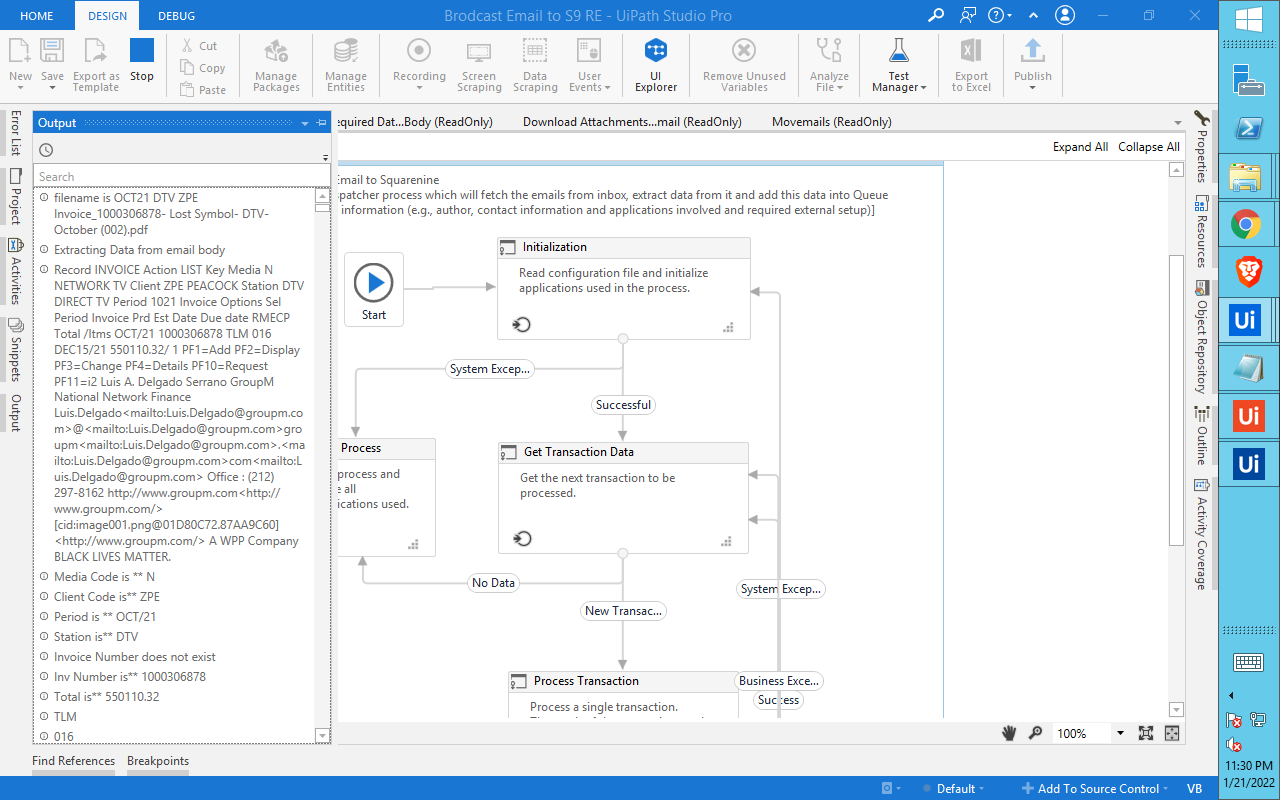 HOME
DESIGN
DEBUG
Brodcast Email to S9 RE - UiPath Studio Pro
New
Save
Export as
Template
Stop
Cut
Copy
Paste
Manage
Packages
Manage
Entities
Recording
Screen
Scraping
Data
Scraping
User
Events
UI
Explorer
Remove Unused
Variables
Analyze
File
Test
Manager
Export
to Excel
Publish
Error List
Project
Activities
Snippets
Output
Output
Search
filename is OCT21 DTV ZPE
Invoice_1000306878- Lost Symbol- DTV-
October (002).pdf
Extracting Data from email body
Record INVOICE Action LIST Key Media N
NETWORK TV Client ZPE PEACOCK Station DTV
DIRECT TV Period 1021 Invoice Options Sel
Period Invoice Prd Est Date Due date RMECP
Total /Itms OCT/21 1000306878 TLM 016
DEC15/21 550110.32/ 1 PF1=Add PF2=Display
PF3=Change PF4=Details PF10=Request
PF11=i2 Luis A. Delgado Serrano GroupM
National Network Finance
Luis.Delgado<mailto:Luis.Delgado@groupm.co
m>@<mailto:Luis.Delgado@groupm.com>gro
upm<mailto:Luis.Delgado@groupm.com>.<ma
ilto:Luis.Delgado@groupm.com>com<mailto:L
uis.Delgado@groupm.com> Office : (212)
297-8162 http://www.groupm.com<http://
www.groupm.com/>
[cid:image001.png@01D80C72.87AA9C60]
<http://www.groupm.com/> A WPP Company
BLACK LIVES MATTER.
Media Code is ** N
Client Code is** ZPE
Period is ** OCT/21
Station is** DTV
Invoice Number does not exist
Inv Number is** 1000306878
Total is** 550110.32
TLM
016
Find References
Breakpoints
equired Dat...Body (ReadOnly)
Download Attachments...mail (ReadOnly)
Movemails (ReadOnly)
Expand All
Collapse All
Email to Squarenine
spatcher process which will fetch the emails from inbox, extract data from it and add this data into Queue
information (e.g., author, contact information and applications involved and required external setup)]
Start
Initialization
Read configuration file and initialize
applications used in the process.
System Excep...
Successful
Process
process and
e all
ications used.
Get Transaction Data
Get the next transaction to be
processed.
No Data
New Transac...
System Excep...
Process Transaction
Process a single transaction.
Business Exce...
Success
100%
Properties
Resources
Object Repository
Outline
Activity Coverage
Default
Add To Source Control
VB
Ui
Ui
Ui
11:30 PM
1/21/2022